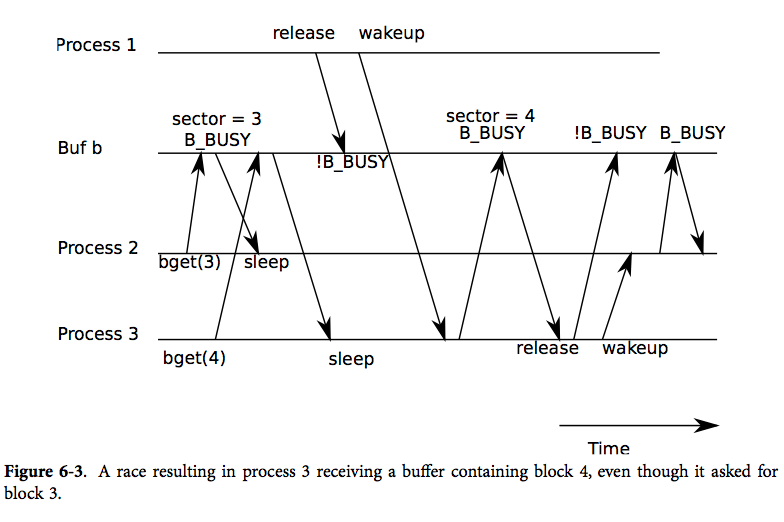 release wakeup
Process 1
sector = 3
B_BUSY
sector = 4
B_BUSY
!B_BUSY B_BUSY
Buf b
!B_BUSY
Process 2
bget(3) sleep
Process 3
bget(4) sleep
release wakeup
Time
Figure 6-3. A race resulting in process 3 receiving a buffer containing block 4, even though it asked for
block 3.